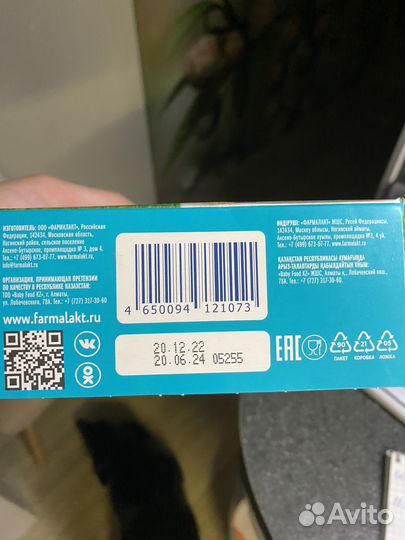 ИЗГОТОВИТЕЛЬ: ООО «ФАРМАЛАКТ», Российская
Федерация, 142434, Московская область,
Ногинский район, сельское поселение
Аксено-Бутырское, промплощадка № 3, дом 4.
Тел.: +7 (499) 673-07-77, www.farmalakt.ru,
info@farmalakt.ru
ОРГАНИЗАЦИЯ, ПРИНИМАЮЩАЯ ПРЕТЕНЗИИ
ПО КАЧЕСТВУ В РЕСПУБЛИКЕ КАЗАХСТАН:
ТОО «Baby Food KZ», г. Алматы,
ул. Лобачевского, 78А. Тел.: +7 (727) 317-30-60.
www.farmalakt.ru
4 650094 121073
20.12.22
20.06.24 05255
ӨНДІРУШІ: «ФАРМАЛАКТ» ЖШС, Ресей Федерациясы,
142434, Мәскеу облысы, Ногинск ауданы,
Аксено-Бутырское ауылы, промплощадка №3, 4 үй.
Тел.: +7 (499) 673-07-77, www.farmalakt.ru
ҚАЗАҚСТАН РЕСПУБЛИКАСЫ АУМАҒЫНДА
АРЫЗ-ТАЛАПТАРДЫ ҚАБЫЛДАЙТЫН ҰЙЫМ:
«Baby Food KZ» ЖШС, Алматы қ., Лобачевский көш.,
78А. Тел.: +7 (727) 317-30-60.
EAC
90 21 05
ПАКЕТ КОРОБКА ЛОЖКА
Avito